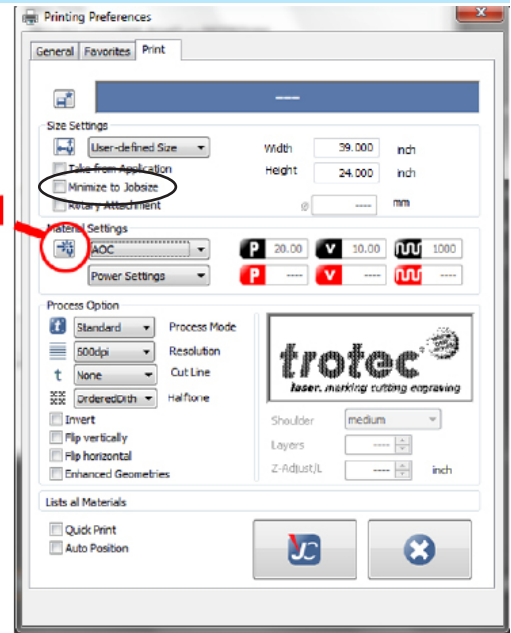 Printing Preferences
General Favorites Print
---
Size Settings
User-defined Size Width 39.000 inch
Take from Application Height 24.000 inch
Minimize to Jobsize
Rotary Attachment ø ---- mm
Material Settings
AOC P 20.00 V 10.00 1000
Power Settings P ---- V ---- ----
Process Option
Standard Process Mode
500dpi Resolution
t None Cut Line
OrderedDith Halftone
Invert
Flip vertically
Flip horizontal
Enhanced Geometries
trotec
laser. marking cutting engraving
Shoulder medium
Layers ----
Z-Adjust/L ---- inch
Lists al Materials
Quick Print
Auto Position
JC